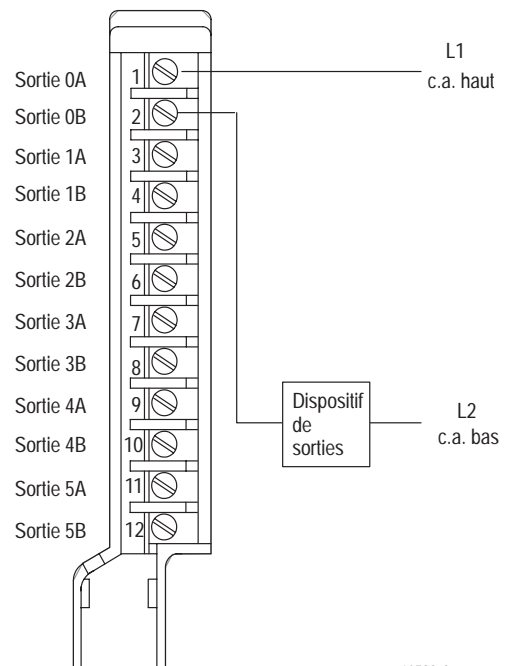 L1
c.a. haut
Sortie 0A 1
Sortie 0B 2
Sortie 1A 3
Sortie 1B 4
Sortie 2A 5
Sortie 2B 6
Sortie 3A 7
Sortie 3B 8
Sortie 4A 9
Sortie 4B 10
Sortie 5A 11
Sortie 5B 12
Dispositif
de
sorties
L2
c.a. bas